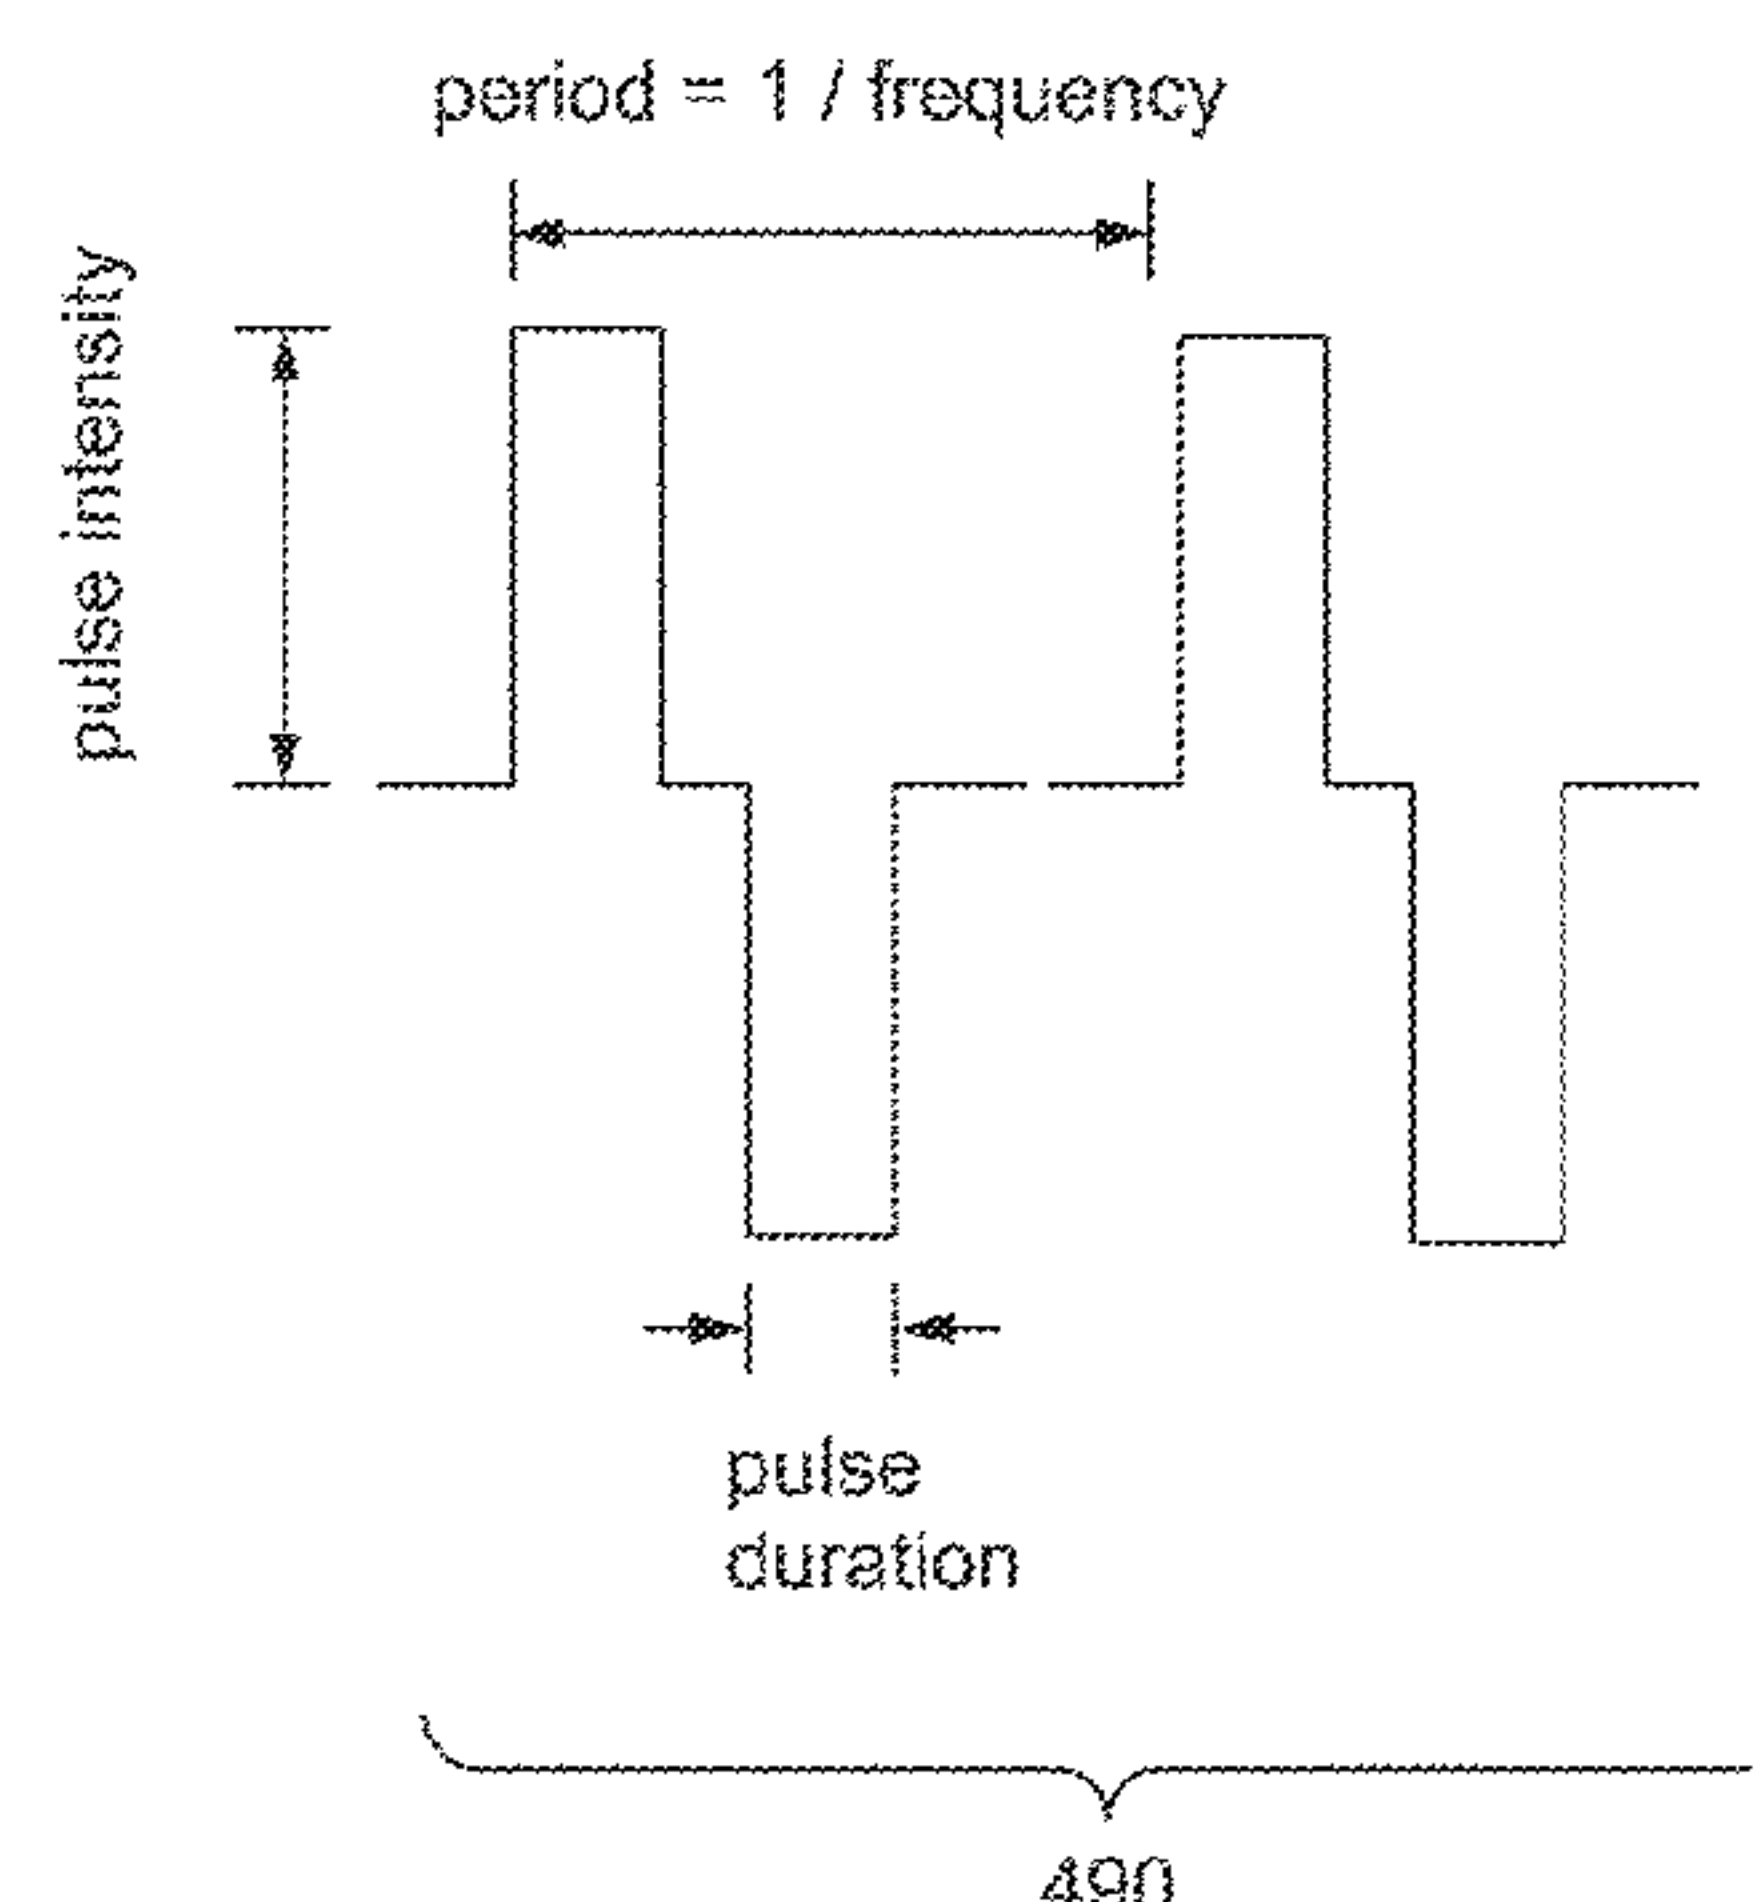 period = 1 / frequency
pulse intensity
pulse
duration
490